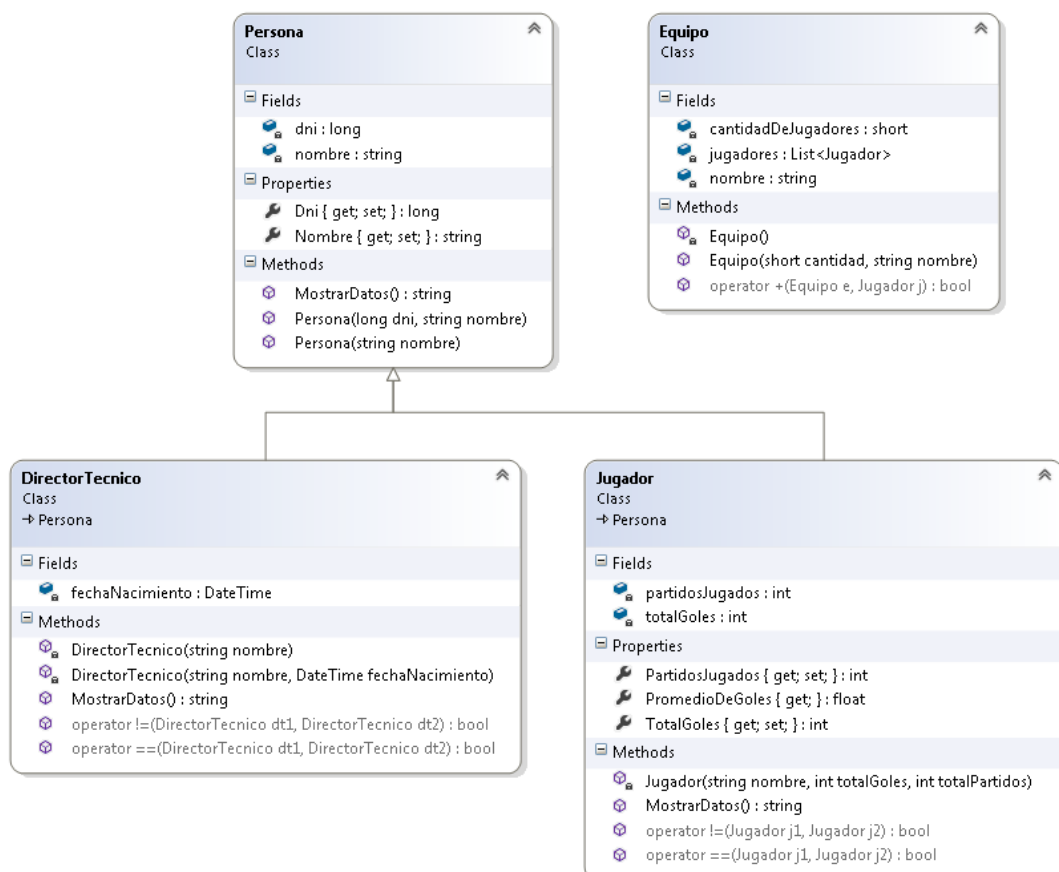 Persona
Class
Fields
dni : long
nombre : string
Properties
Dni { get; set; } : long
Nombre { get; set; } : string
Methods
MostrarDatos() : string
Persona(long dni, string nombre)
Persona(string nombre)
Equipo
Class
Fields
cantidadDeJugadores : short
jugadores : List<Jugador>
nombre : string
Methods
Equipo()
Equipo(short cantidad, string nombre)
operator +(Equipo e, Jugador j) : bool
DirectorTecnico
Class
→ Persona
Fields
fechaNacimiento : DateTime
Methods
DirectorTecnico(string nombre)
DirectorTecnico(string nombre, DateTime fechaNacimiento)
MostrarDatos() : string
operator !=(DirectorTecnico dt1, DirectorTecnico dt2) : bool
operator ==(DirectorTecnico dt1, DirectorTecnico dt2) : bool
Jugador
Class
→ Persona
Fields
partidosJugados : int
totalGoles : int
Properties
PartidosJugados { get; set; } : int
PromedioDeGoles { get; } : float
TotalGoles { get; set; } : int
Methods
Jugador(string nombre, int totalGoles, int totalPartidos)
MostrarDatos() : string
operator !=(Jugador j1, Jugador j2) : bool
operator ==(Jugador j1, Jugador j2) : bool